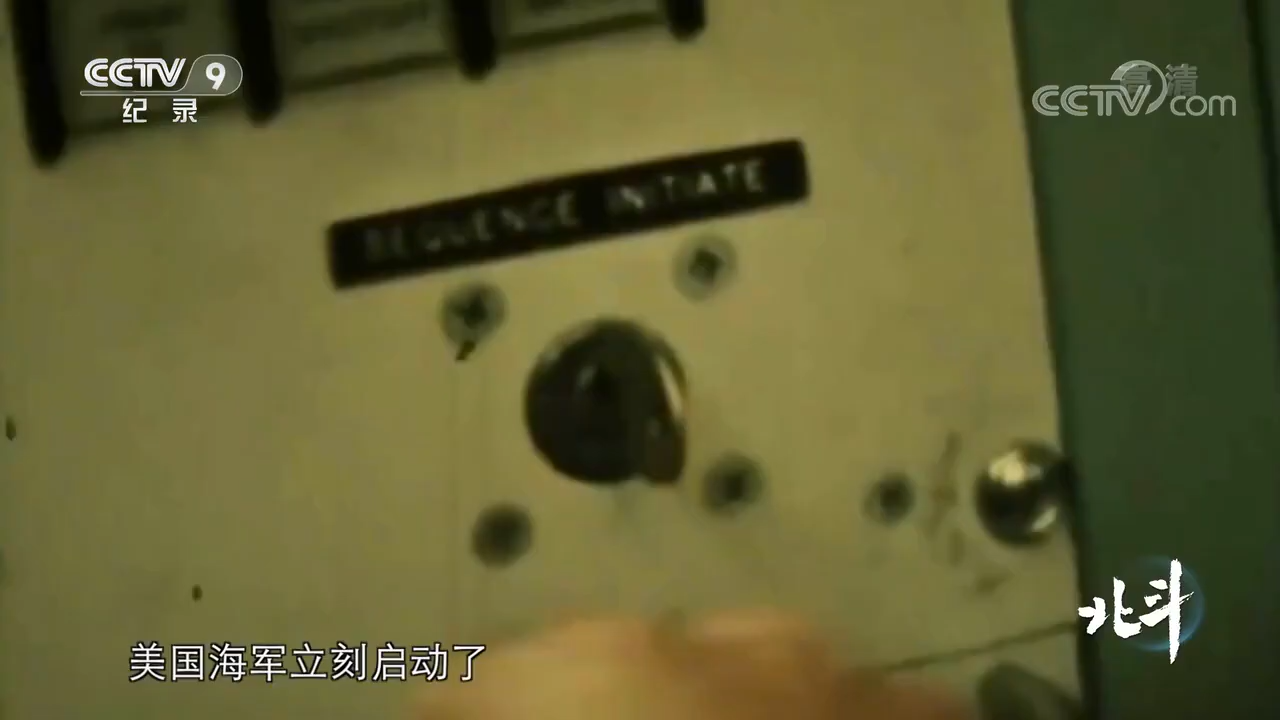 CCTV 9
纪录
高清
CCTV.com
SEQUENCE INITIATE
北斗
美国海军立刻启动了